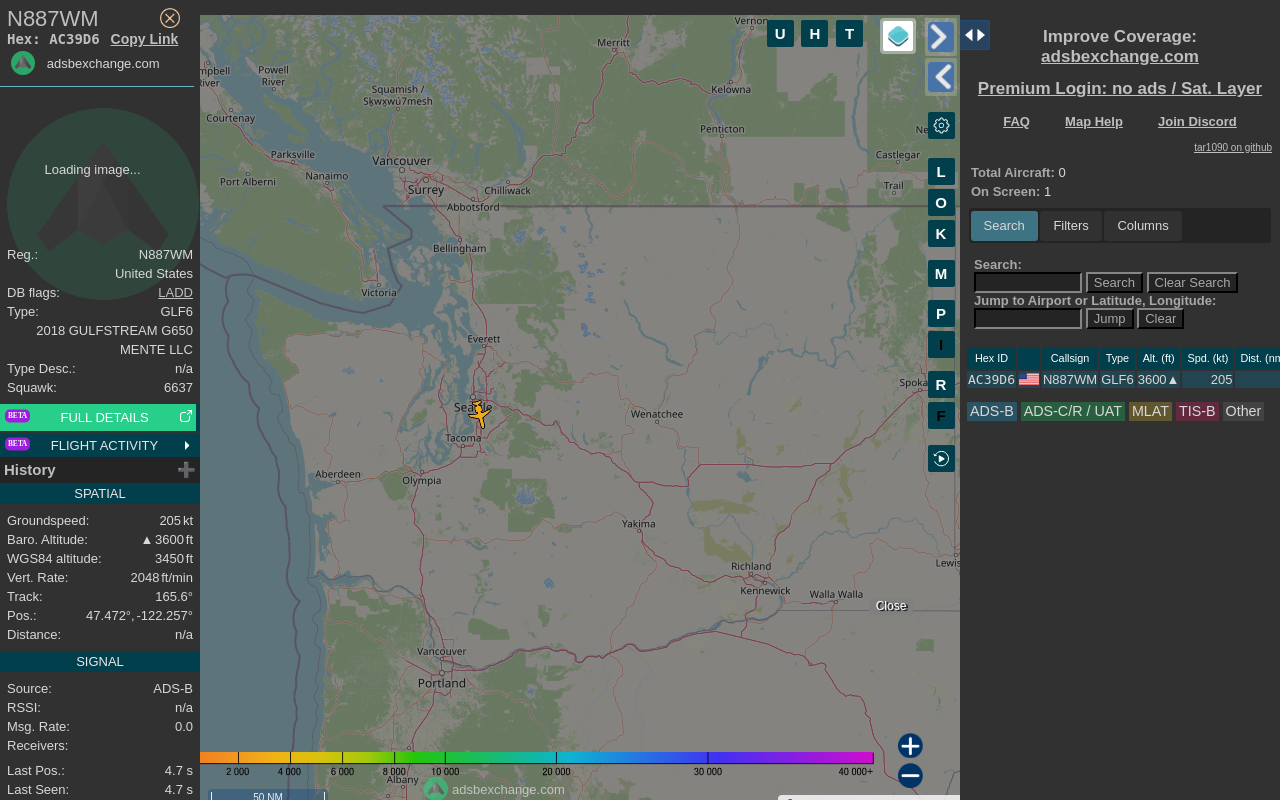 N887WM
Hex: AC39D6 Copy Link
adsbexchange.com
Loading image...
Reg.: N887WM
United States
DB flags: LADD
Type: GLF6
2018 GULFSTREAM G650
MENTE LLC
Type Desc.: n/a
Squawk: 6637
BETA FULL DETAILS
BETA FLIGHT ACTIVITY
History
SPATIAL
Groundspeed: 205 kt
Baro. Altitude: ▲ 3600 ft
WGS84 altitude: 3450 ft
Vert. Rate: 2048 ft/min
Track: 165.6°
Pos.: 47.472°, -122.257°
Distance: n/a
SIGNAL
Source: ADS-B
RSSI: n/a
Msg. Rate: 0.0
Receivers:
Last Pos.: 4.7 s
Last Seen: 4.7 s
Vernon
U H T
Merritt
mpbell
River
Powell
River
Squamish /
Sḵwx̱wú7mesh
Kelowna
Courtenay
Penticton
Ne
Parksville
Vancouver
Castlegar
Nanaimo
Port Alberni
Surrey
Chilliwack
Trail
Abbotsford
Bellingham
Victoria
Everett
Seattle
Spoka
Wenatchee
Tacoma
Aberdeen
Olympia
Yakima
Richland
Lewis
Kennewick
Walla Walla
Close
Vancouver
Portland
L
O
K
M
P
I
R
F
2 000 4 000 6 000 8 000 10 000 20 000 30 000 40 000+
Albany
adsbexchange.com
50 NM
Improve Coverage:
adsbexchange.com
Premium Login: no ads / Sat. Layer
FAQ Map Help Join Discord
tar1090 on github
Total Aircraft: 0
On Screen: 1
Search Filters Columns
Search:
Search Clear Search
Jump to Airport or Latitude, Longitude:
Jump Clear
Hex ID Callsign Type Alt. (ft) Spd. (kt) Dist. (nm
AC39D6 N887WM GLF6 3600▲ 205
ADS-B ADS-C/R / UAT MLAT TIS-B Other